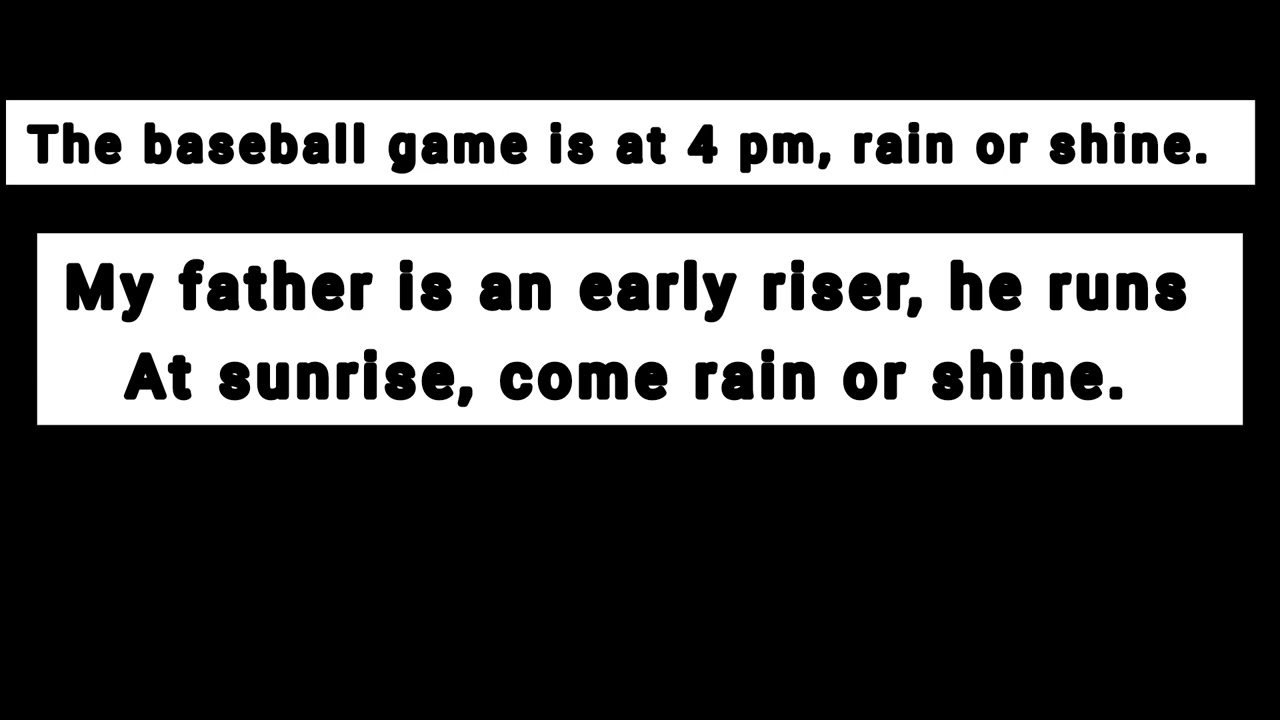 The baseball game is at 4 pm, rain or shine.
My father is an early riser, he runs
At sunrise, come rain or shine.